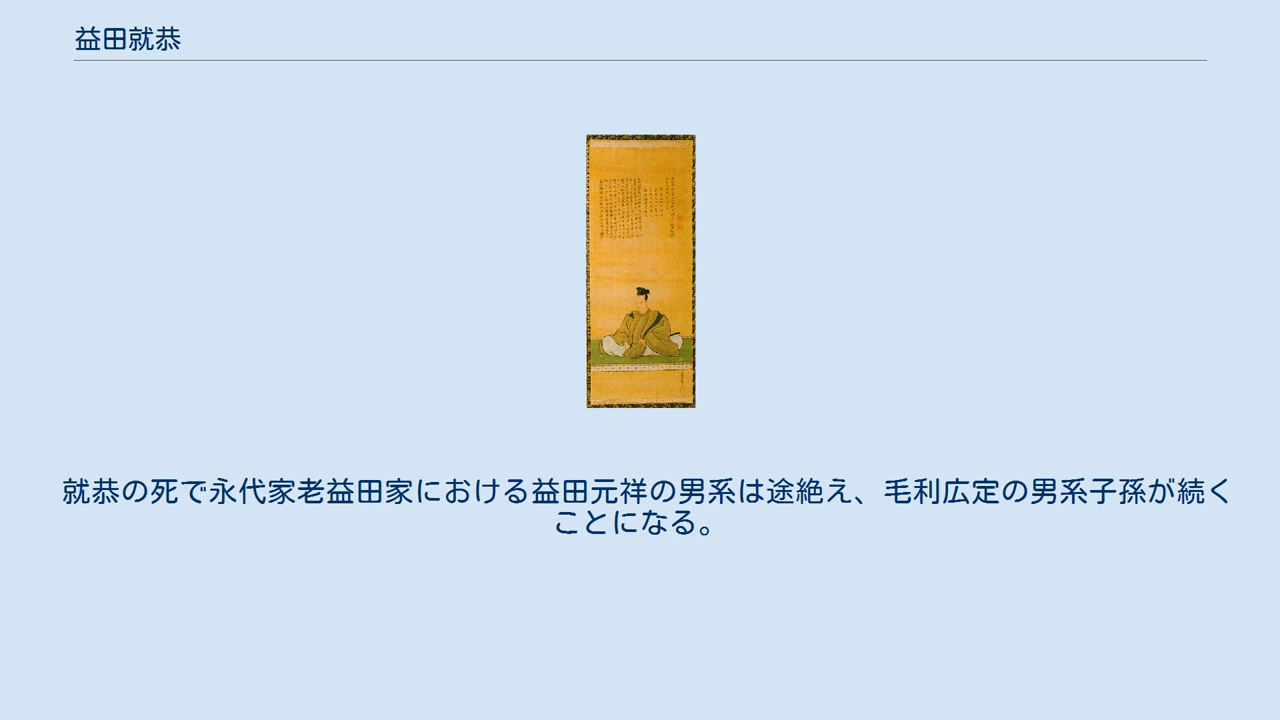 益田就恭
就恭の死で永代家老益田家における益田元祥の男系は途絶え、毛利広定の男系子孫が続く
ことになる。